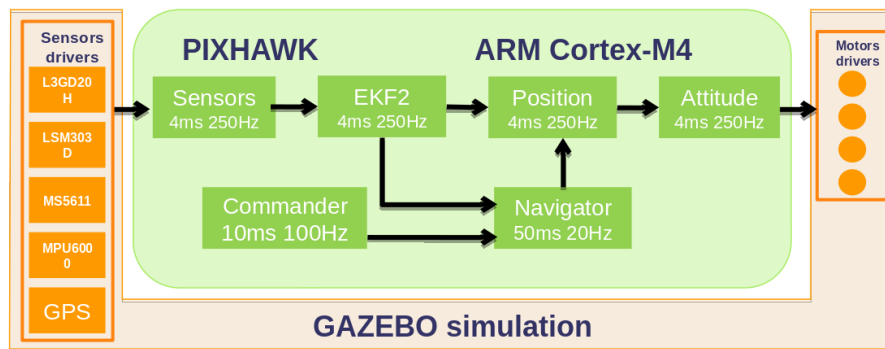 Sensors
drivers
L3GD20
H
LSM303
D
MS5611
MPU600
0
GPS
PIXHAWK
ARM Cortex-M4
Sensors
4ms 250Hz
EKF2
4ms 250Hz
Position
4ms 250Hz
Attitude
4ms 250Hz
Commander
10ms 100Hz
Navigator
50ms 20Hz
Motors
drivers
GAZEBO simulation